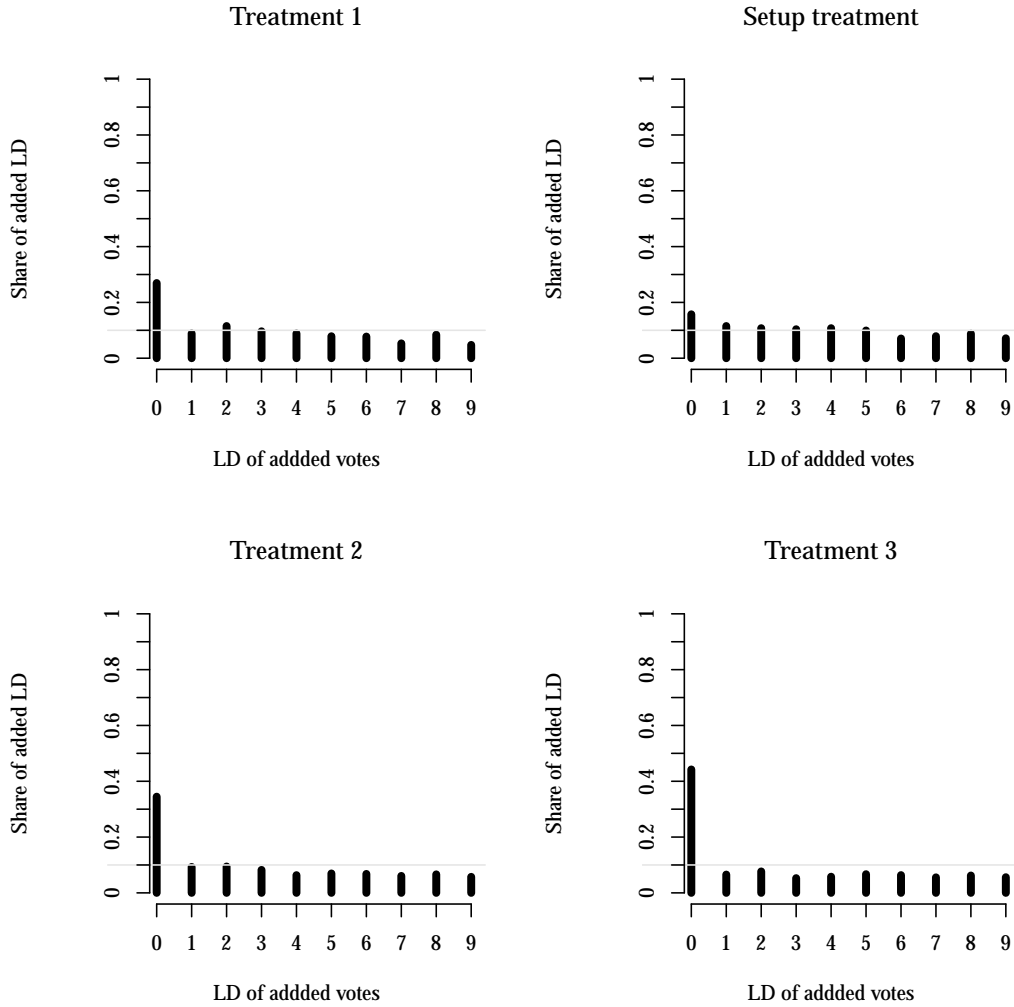 Treatment 1
Share of added LD
0 0.2 0.4 0.6 0.8 1
0 1 2 3 4 5 6 7 8 9
LD of addded votes
Setup treatment
Share of added LD
0 0.2 0.4 0.6 0.8 1
0 1 2 3 4 5 6 7 8 9
LD of addded votes
Treatment 2
Share of added LD
0 0.2 0.4 0.6 0.8 1
0 1 2 3 4 5 6 7 8 9
LD of addded votes
Treatment 3
Share of added LD
0 0.2 0.4 0.6 0.8 1
0 1 2 3 4 5 6 7 8 9
LD of addded votes